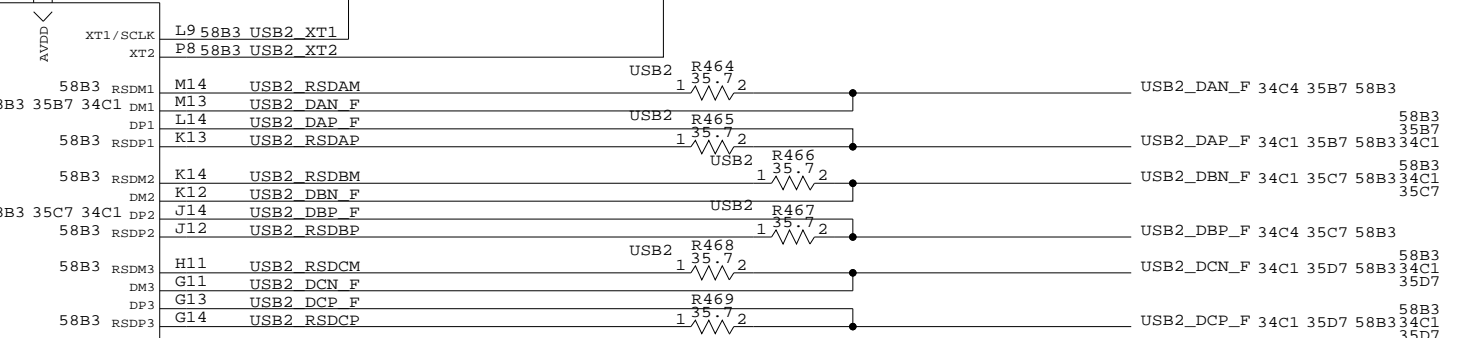 AVDD
XT1/SCLK L9 58B3 USB2_XT1
XT2 P8 58B3 USB2_XT2
USB2 R464
35.7
58B3 RSDM1 M14 USB2_RSDAM 1 2 USB2_DAN_F 34C4 35B7 58B3
8B3 35B7 34C1 DM1 M13 USB2_DAN_F
USB2 R465 58B3
DP1 L14 USB2_DAP_F 35B7
35.7
58B3 RSDP1 K13 USB2_RSDAP 1 2 USB2_DAP_F 34C1 35B7 58B3 34C1
USB2 R466 58B3
35.7
58B3 RSDM2 K14 USB2_RSDBM 1 2 USB2_DBN_F 34C1 35C7 58B3 34C1
DM2 K12 USB2_DBN_F 35C7
USB2 R467
8B3 35C7 34C1 DP2 J14 USB2_DBP_F
35.7
58B3 RSDP2 J12 USB2_RSDBP 1 2 USB2_DBP_F 34C4 35C7 58B3
USB2 R468 58B3
35.7
58B3 RSDM3 H11 USB2_RSDCM 1 2 USB2_DCN_F 34C1 35D7 58B3 34C1
DM3 G11 USB2_DCN_F 35D7
R469
DP3 G13 USB2_DCP_F 58B3
35.7
58B3 RSDP3 G14 USB2_RSDCP 1 2 USB2_DCP_F 34C1 35D7 58B3 34C1
35D7